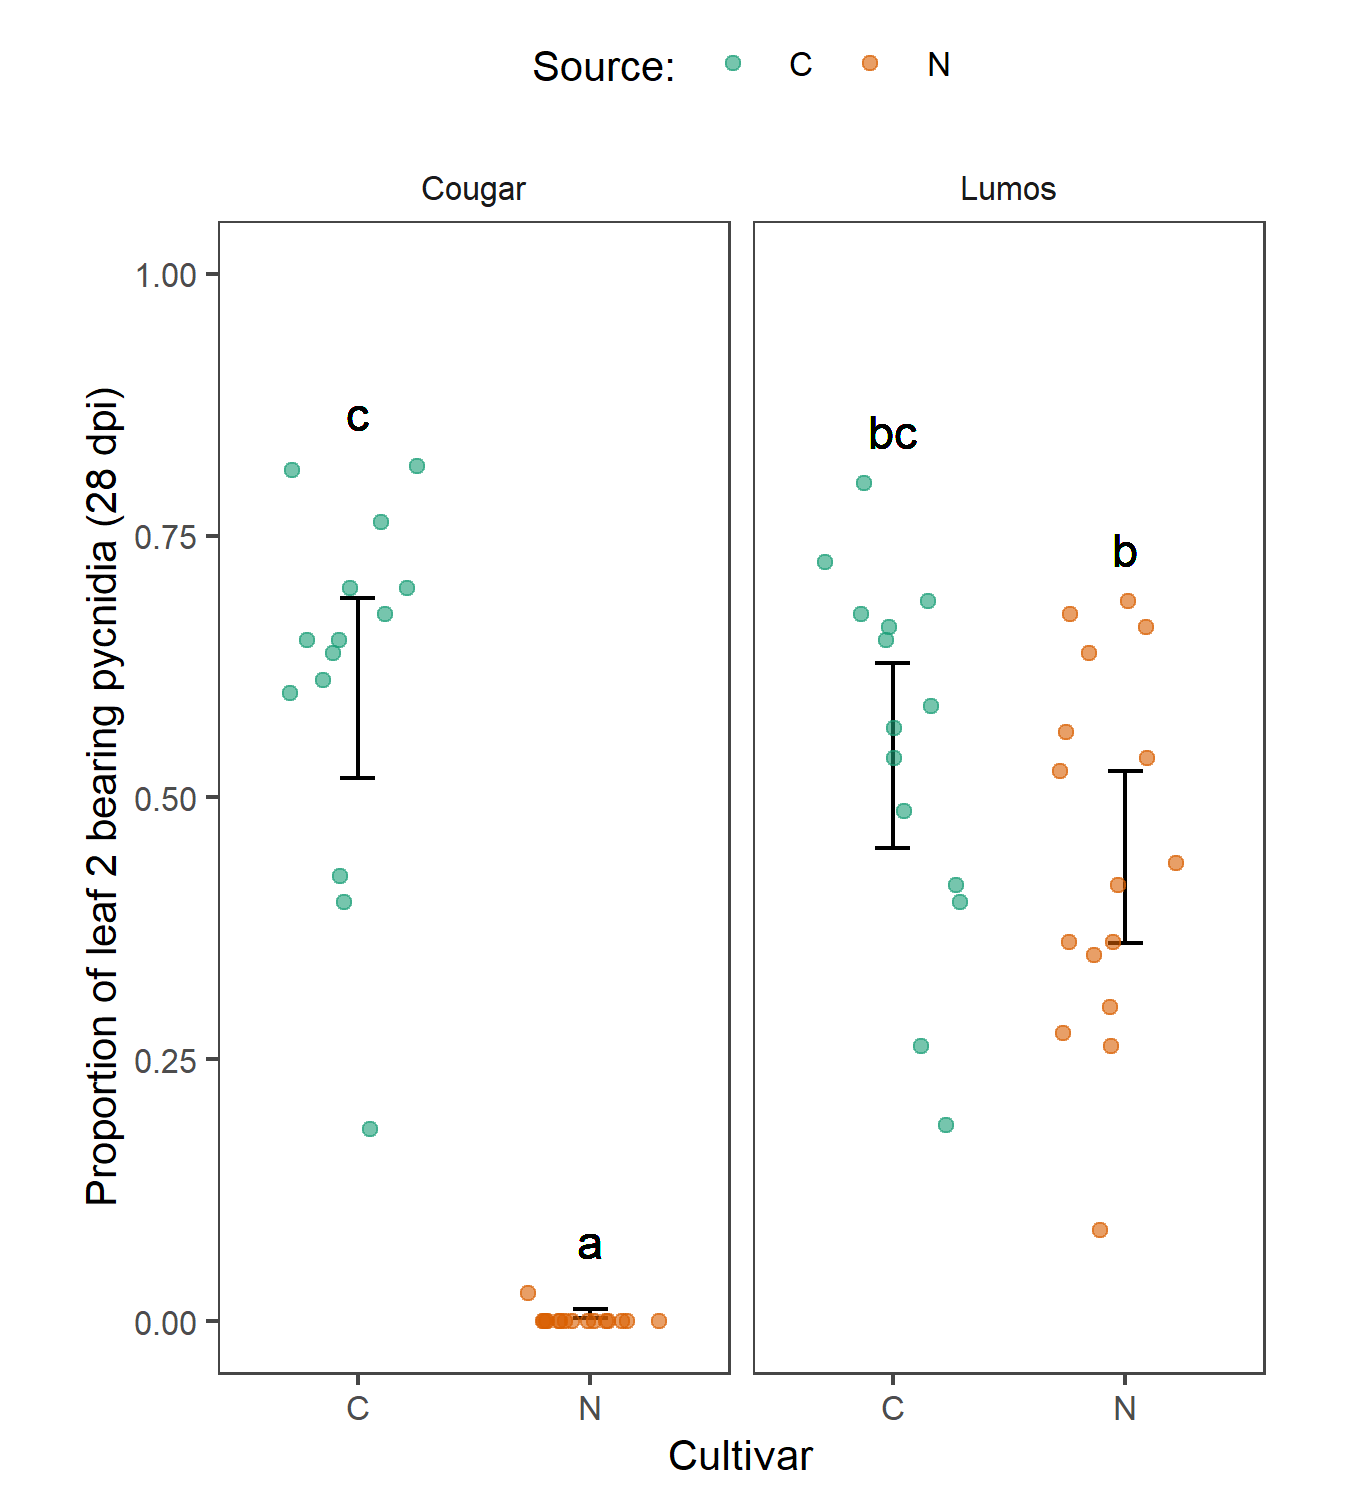 Source: C N
Cougar Lumos
Proportion of leaf 2 bearing pycnidia (28 dpi)
1.00
0.75
0.50
0.25
0.00
c
a
bc
b
C N C N
Cultivar